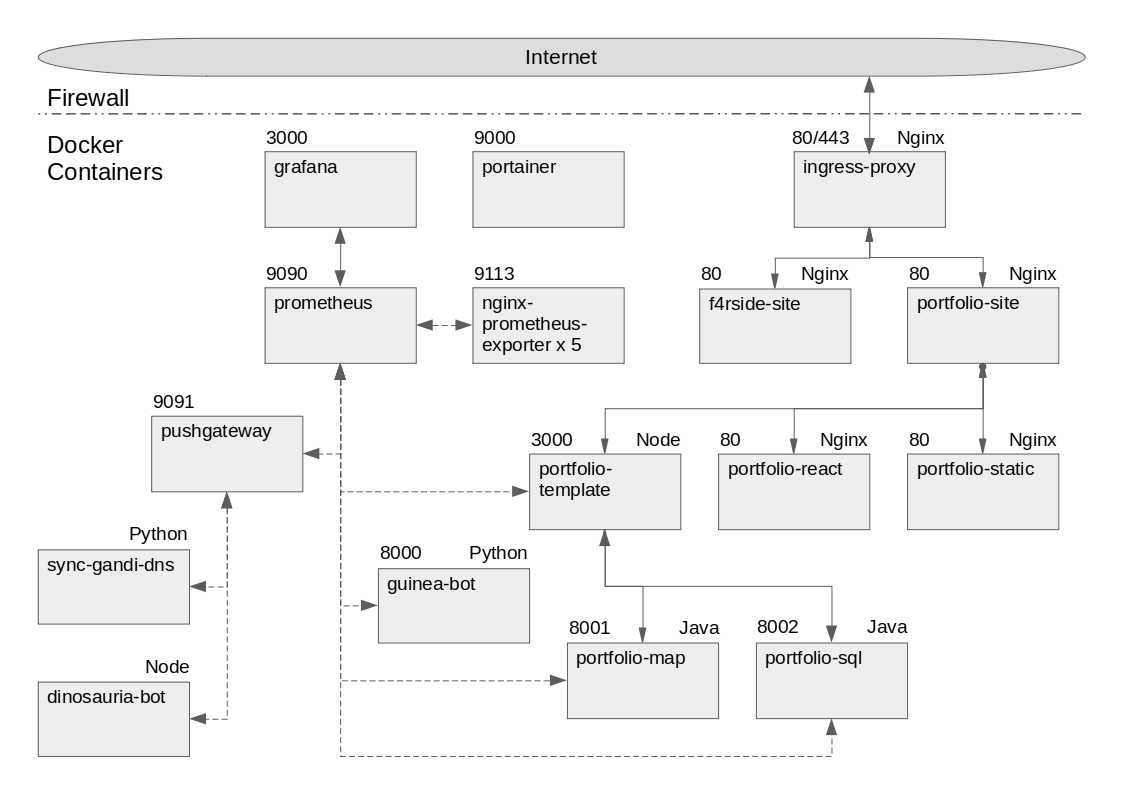 Internet
Firewall
Docker
Containers
3000
grafana
9000
portainer
80/443 Nginx
ingress-proxy
9090
prometheus
9113
nginx-
prometheus-
exporter x 5
80 Nginx
f4rside-site
80 Nginx
portfolio-site
9091
pushgateway
3000 Node
portfolio-
template
80 Nginx
portfolio-react
80 Nginx
portfolio-static
Python
sync-gandi-dns
8000 Python
guinea-bot
8001 Java
portfolio-map
8002 Java
portfolio-sql
Node
dinosauria-bot